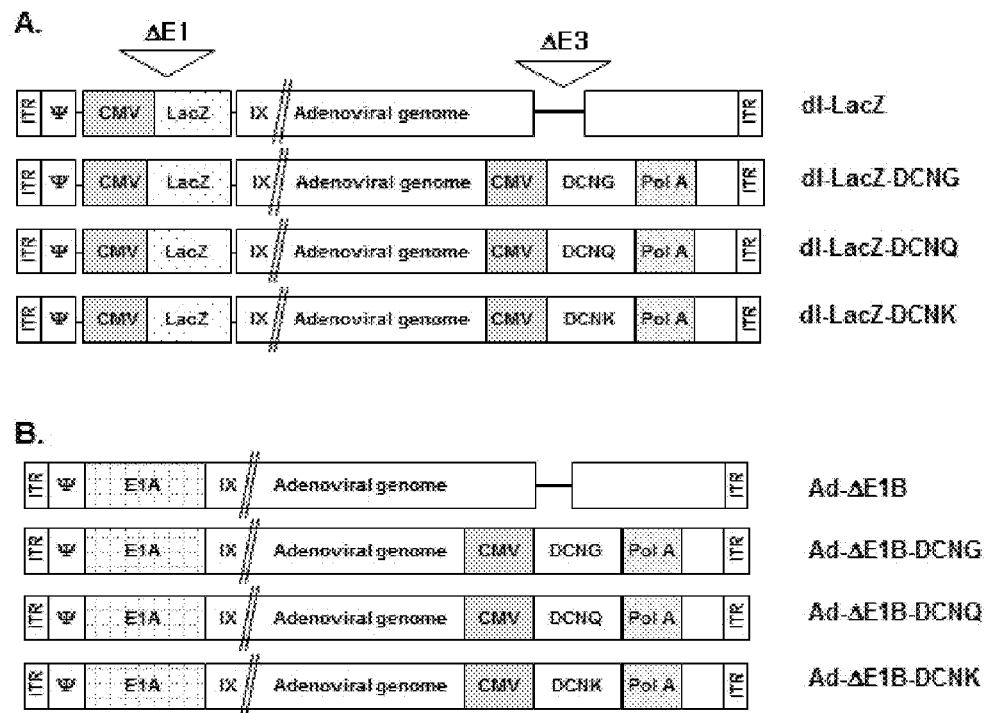 A.
ΔE1 ΔE3
ITR Ψ CMV LacZ IX Adenoviral genome ITR dl-LacZ
ITR Ψ CMV LacZ IX Adenoviral genome CMV DCNG Pol A ITR dl-LacZ-DCNG
ITR Ψ CMV LacZ IX Adenoviral genome CMV DCNQ Pol A ITR dl-LacZ-DCNQ
ITR Ψ CMV LacZ IX Adenoviral genome CMV DCNK Pol A ITR dl-LacZ-DCNK
B.
ITR Ψ E1A IX Adenoviral genome ITR Ad-ΔE1B
ITR Ψ E1A IX Adenoviral genome CMV DCNG Pol A ITR Ad-ΔE1B-DCNG
ITR Ψ E1A IX Adenoviral genome CMV DCNQ Pol A ITR Ad-ΔE1B-DCNQ
ITR Ψ E1A IX Adenoviral genome CMV DCNK Pol A ITR Ad-ΔE1B-DCNK